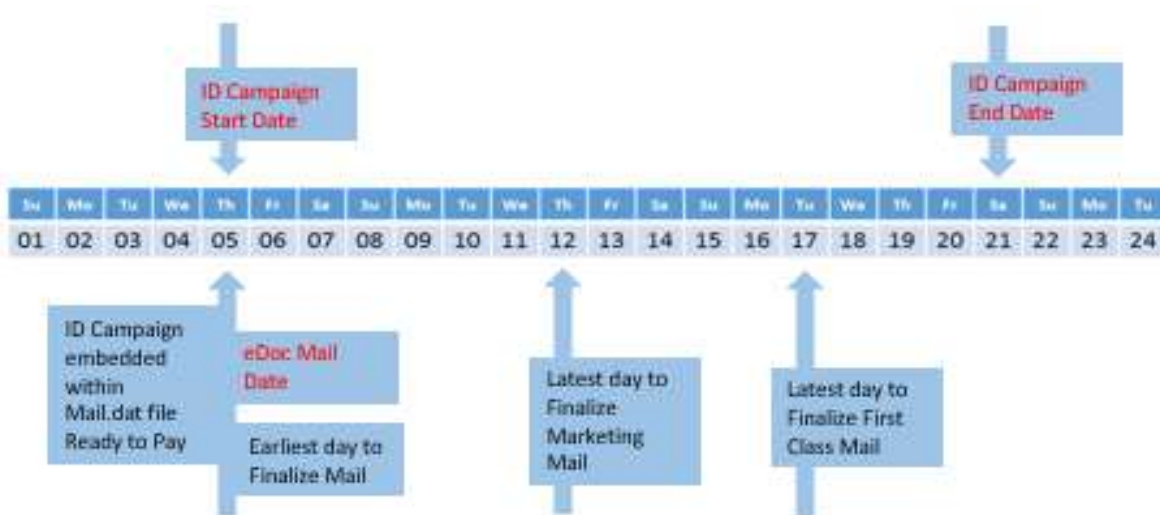 ID Campaign
Start Date
ID Campaign
End Date
Su Mo Tu We Th Fr Sa Su Mo Tu We Th Fr Sa Su Mo Tu We Th Fr Sa Su Mo Tu
01 02 03 04 05 06 07 08 09 10 11 12 13 14 15 16 17 18 19 20 21 22 23 24
ID Campaign
embedded
within
Mail.dat file
Ready to Pay
eDoc Mail
Date
Earliest day to
Finalize Mail
Latest day to
Finalize
Marketing
Mail
Latest day to
Finalize First
Class Mail